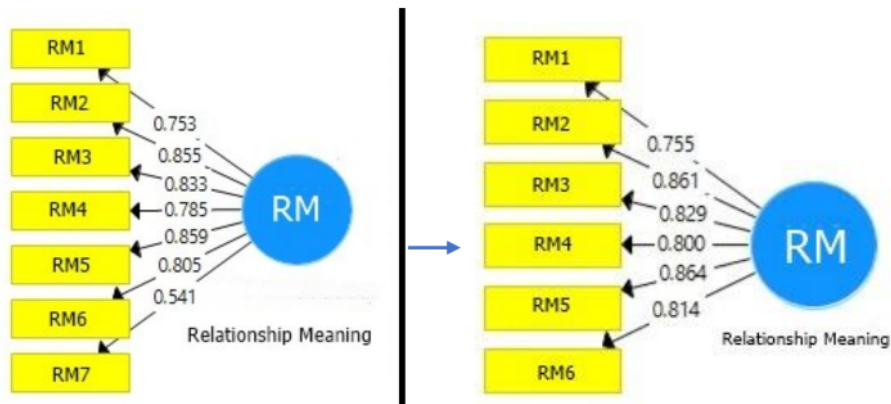 RM1
RM2
RM3
RM4
RM5
RM6
RM7
0.753
0.855
0.833
0.785
0.859
0.805
0.541
RM
Relationship Meaning
RM1
RM2
RM3
RM4
RM5
RM6
0.755
0.861
0.829
0.800
0.864
0.814
RM
Relationship Meaning